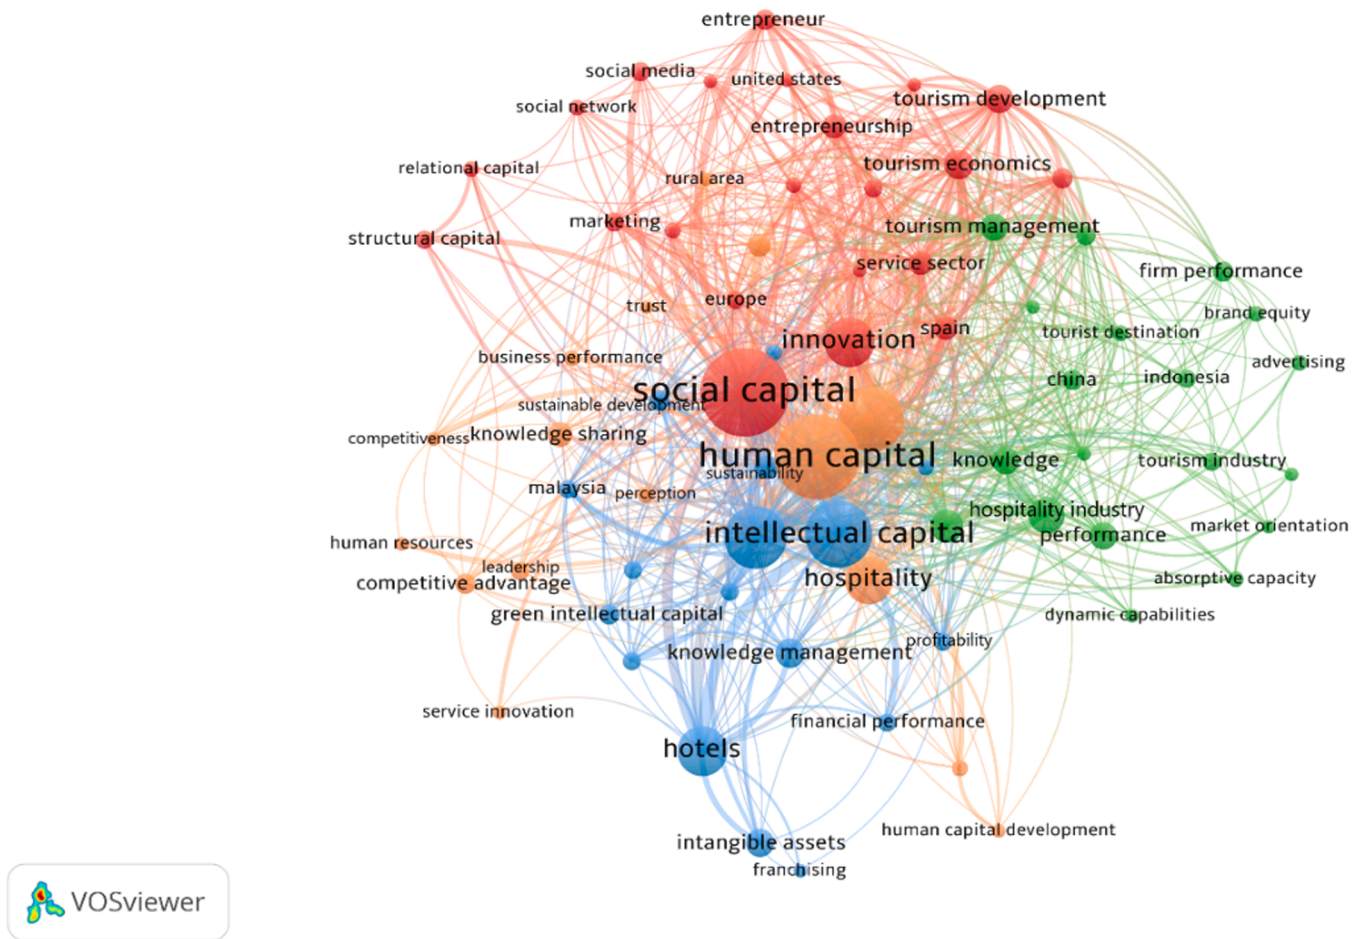 entrepreneur
social media
united states
tourism development
social network
entrepreneurship
tourism economics
relational capital
rural area
marketing
tourism management
structural capital
service sector
firm performance
trust
europe
brand equity
innovation
spain
tourist destination
business performance
advertising
social capital
china
indonesia
sustainable development
competitiveness
knowledge sharing
human capital
knowledge
tourism industry
sustainability
malaysia
perception
hospitality industry
market orientation
intellectual capital
performance
human resources
leadership
competitive advantage
hospitality
absorptive capacity
green intellectual capital
dynamic capabilities
knowledge management
profitability
service innovation
financial performance
hotels
human capital development
intangible assets
franchising
VOSviewer